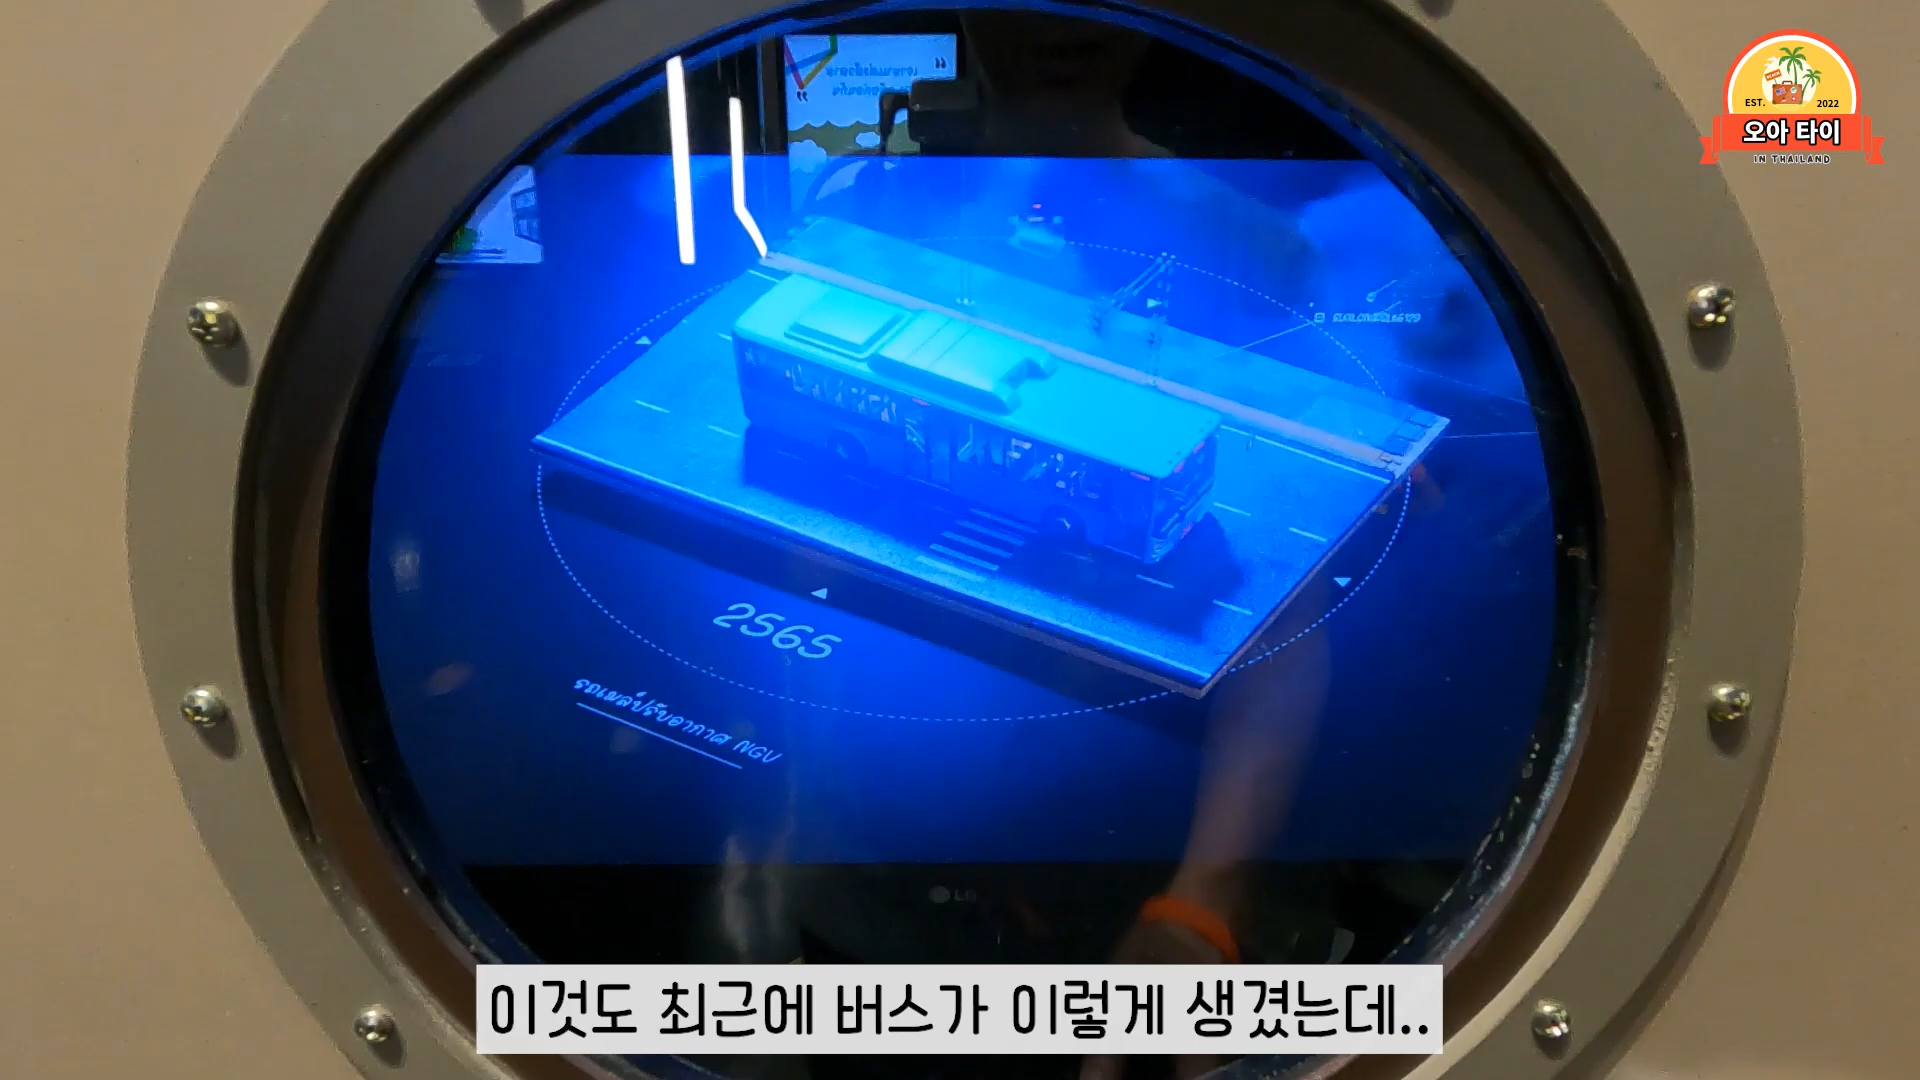 EST. 2022
오아 타이
IN THAILAND
2565
รถเมล์ปรับอากาศ NGV
LG
이것도 최근에 버스가 이렇게 생겼는데..